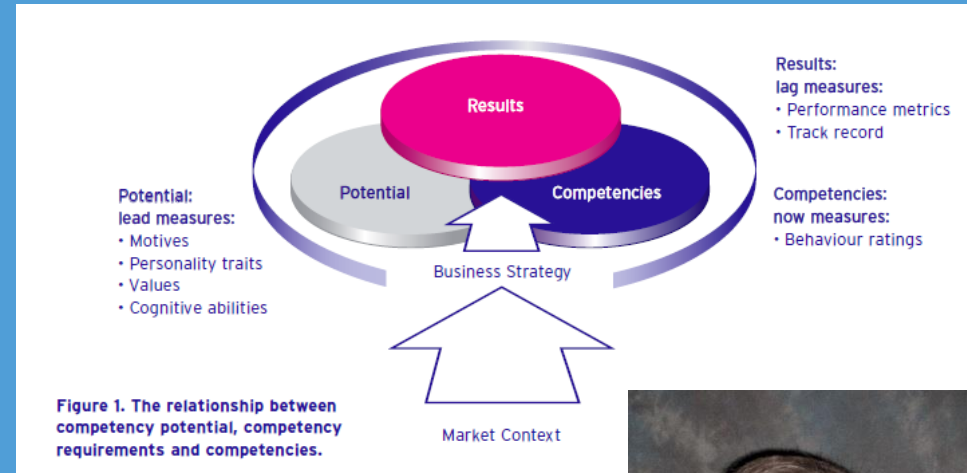 Results
Potential
Competencies
Results:
lag measures:
• Performance metrics
• Track record
Potential:
lead measures:
• Motives
• Personality traits
• Values
• Cognitive abilities
Competencies:
now measures:
• Behaviour ratings
Business Strategy
Market Context
Figure 1. The relationship between
competency potential, competency
requirements and competencies.